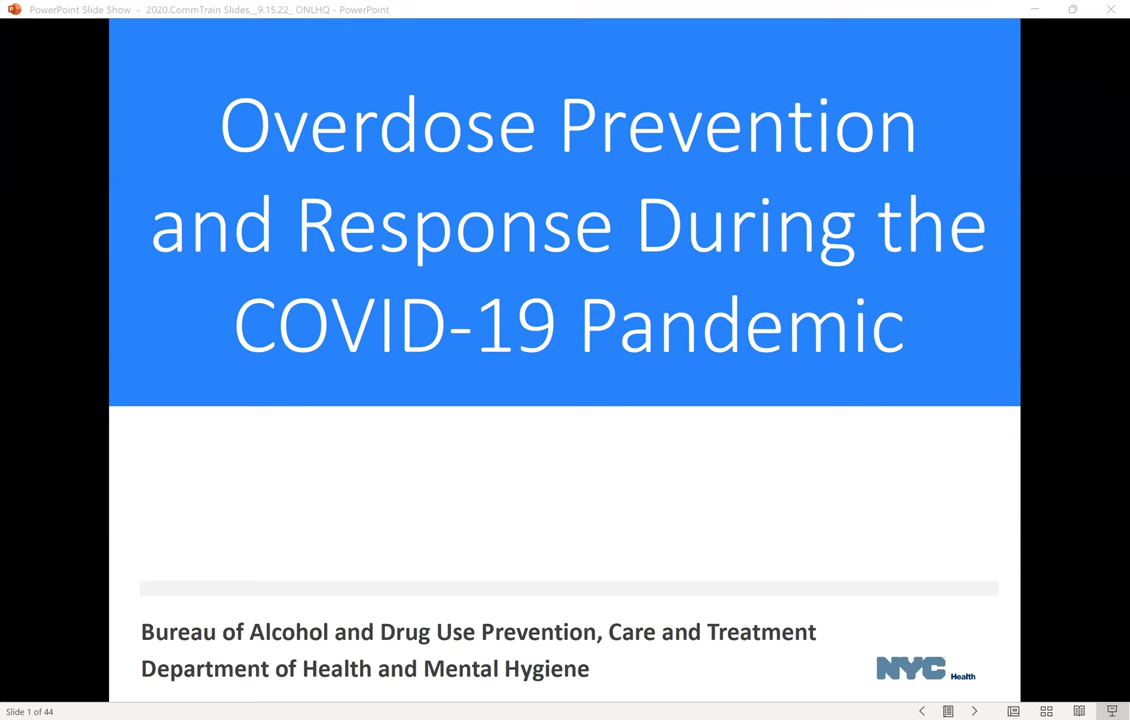 PowerPoint Slide Show - 2020.CommTrain Slides__9.15.22_ ONLHQ - PowerPoint
Overdose Prevention
and Response During the
COVID-19 Pandemic
Bureau of Alcohol and Drug Use Prevention, Care and Treatment
Department of Health and Mental Hygiene
NYC Health
Slide 1 of 44